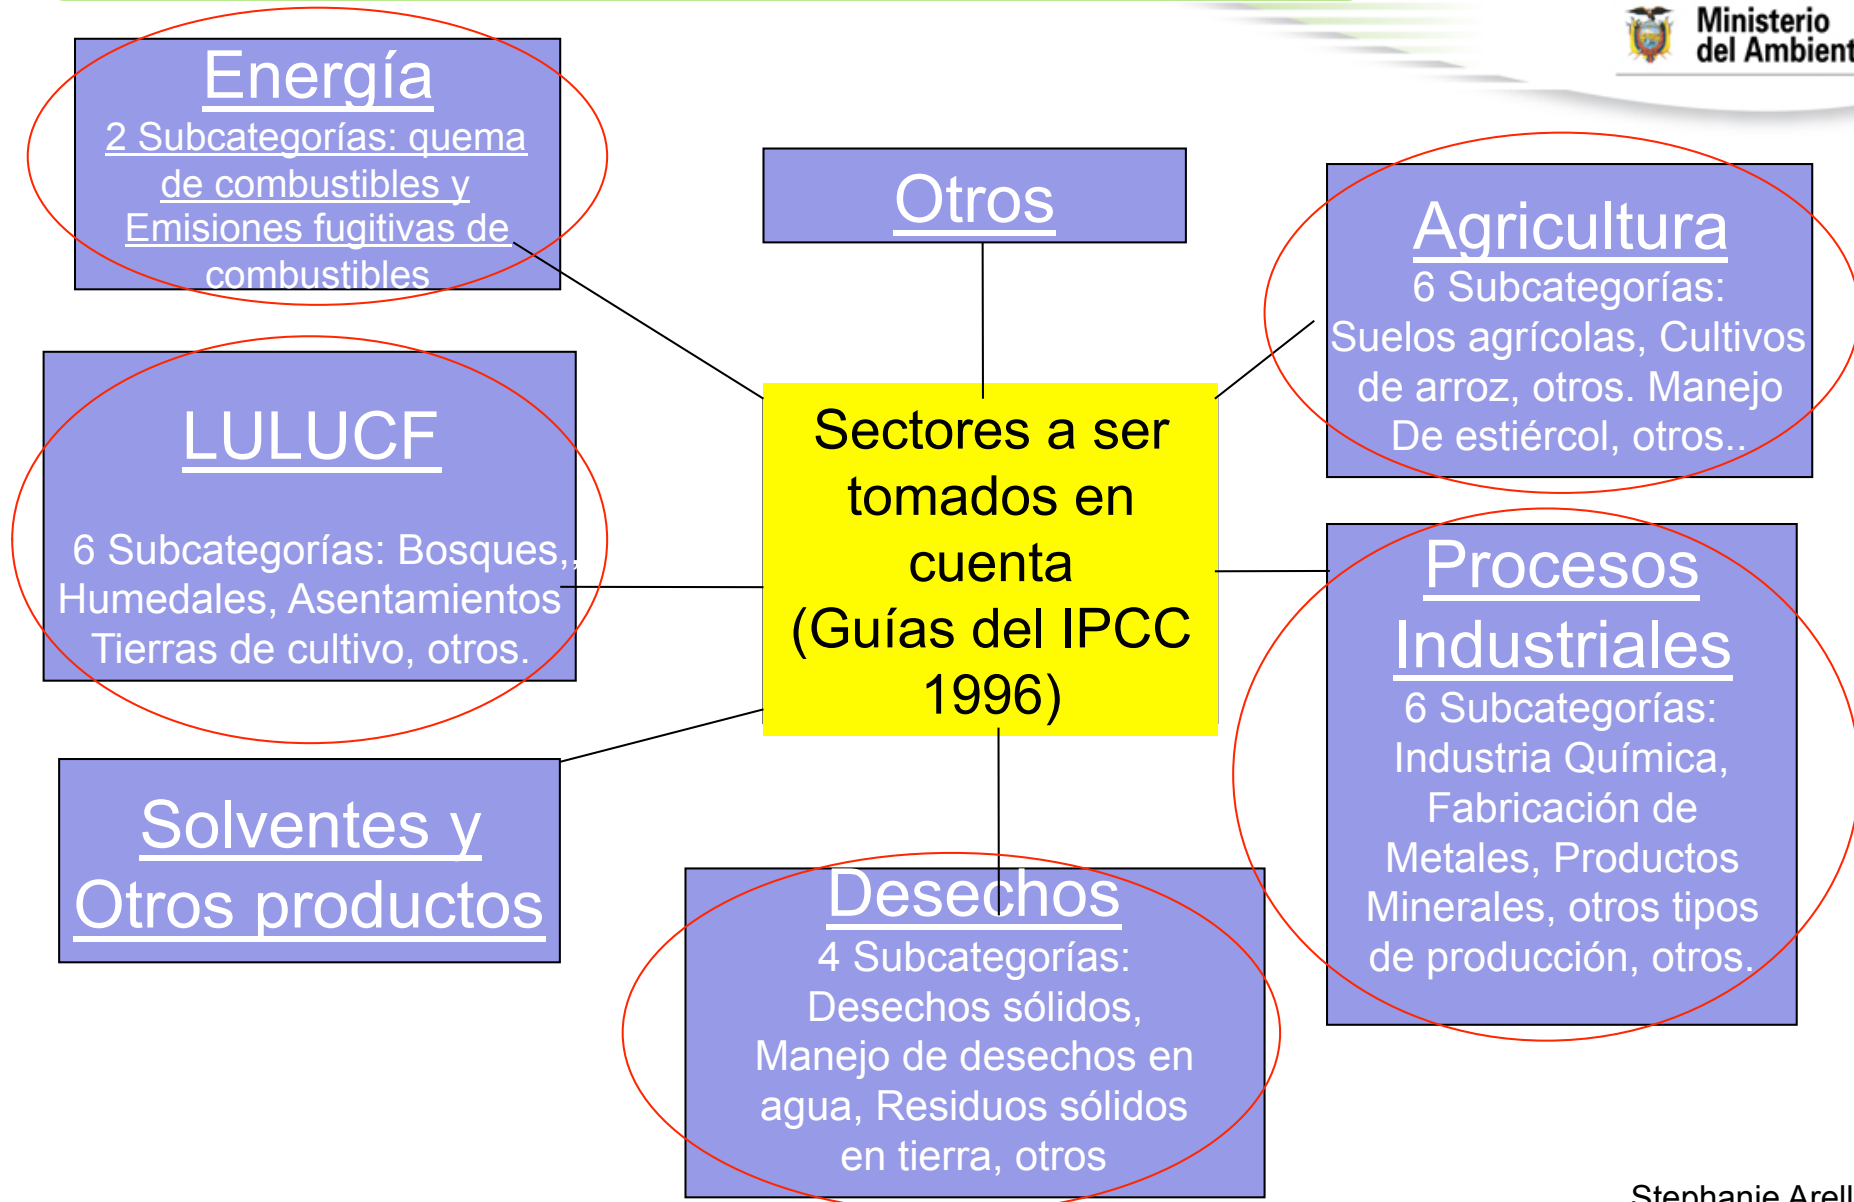 Ministerio
del Ambient
Energía
2 Subcategorías: quema
de combustibles y
Emisiones fugitivas de
combustibles
Otros
Agricultura
6 Subcategorías:
Suelos agrícolas, Cultivos
de arroz, otros. Manejo
De estiércol, otros..
LULUCF
6 Subcategorías: Bosques,,
Humedales, Asentamientos
Tierras de cultivo, otros.
Sectores a ser
tomados en
cuenta
(Guías del IPCC
1996)
Procesos
Industriales
6 Subcategorías:
Industria Química,
Fabricación de
Metales, Productos
Minerales, otros tipos
de producción, otros.
Solventes y
Otros productos
Desechos
4 Subcategorías:
Desechos sólidos,
Manejo de desechos en
agua, Residuos sólidos
en tierra, otros
Stephanie Arell